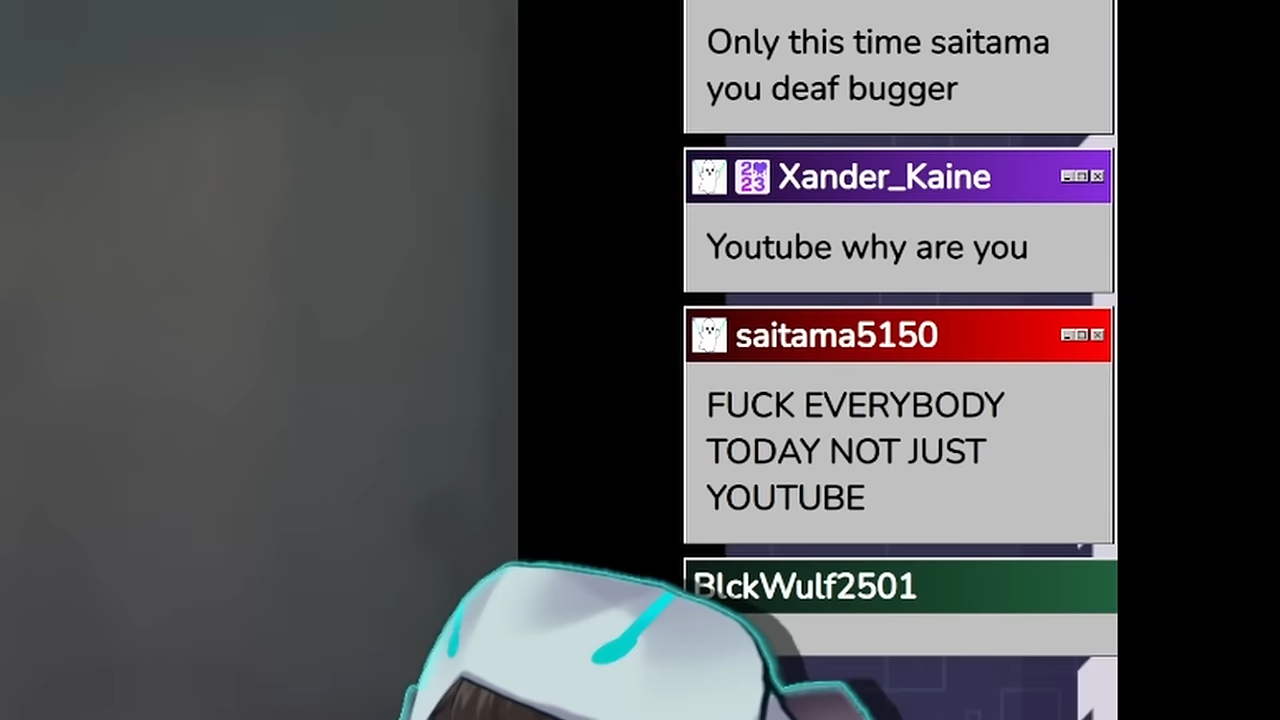 Only this time saitama
you deaf bugger
2023 Xander_Kaine
Youtube why are you
saitama5150
FUCK EVERYBODY
TODAY NOT JUST
YOUTUBE
BlckWulf2501